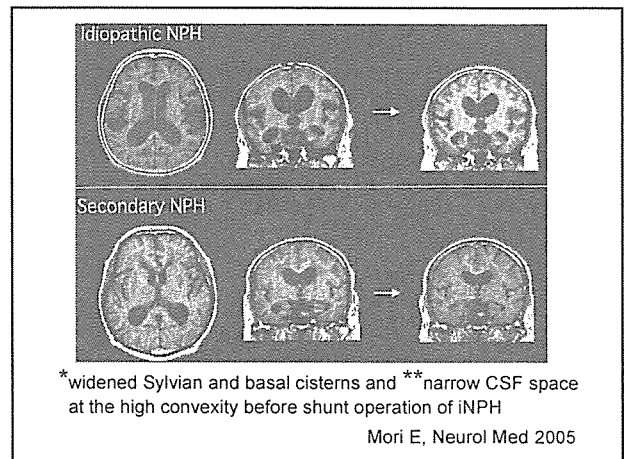 Idiopathic NPH
Secondary NPH
*widened Sylvian and basal cisterns and **narrow CSF space
at the high convexity before shunt operation of iNPH
Mori E, Neurol Med 2005